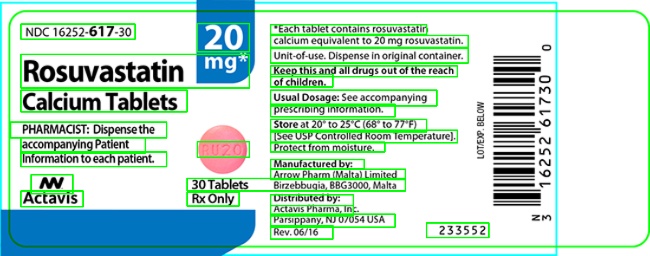 NDC 16252-617-30
20
mg*
Rosuvastatin
Calcium Tablets
PHARMACIST: Dispense the
accompanying Patient
Information to each patient.
RU20
Actavis
30 Tablets
Rx Only
*Each tablet contains rosuvastatin
calcium equivalent to 20 mg rosuvastatin.
Unit-of-use. Dispense in original container.
Keep this and all drugs out of the reach
of children.
Usual Dosage: See accompanying
prescribing information.
Store at 20° to 25°C (68° to 77°F)
[See USP Controlled Room Temperature].
Protect from moisture.
Manufactured by:
Arrow Pharm (Malta) Limited
Birzebbugia, BBG3000, Malta
Distributed by:
Actavis Pharma, Inc.
Parsippany, NJ 07054 USA
Rev. 06/16
233552
LOT/EXP. BELOW
N
3 16252 61730 0